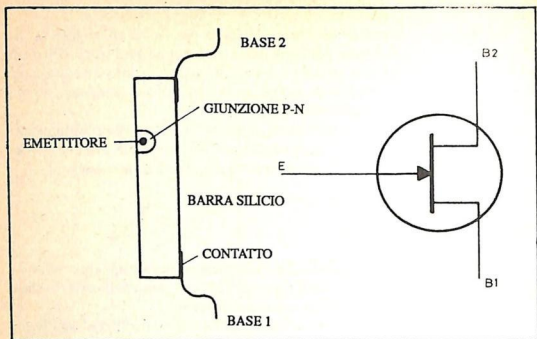 BASE 2
GIUNZIONE P-N
EMETTITORE
BARRA SILICIO
CONTATTO
BASE 1
B2
E
B1